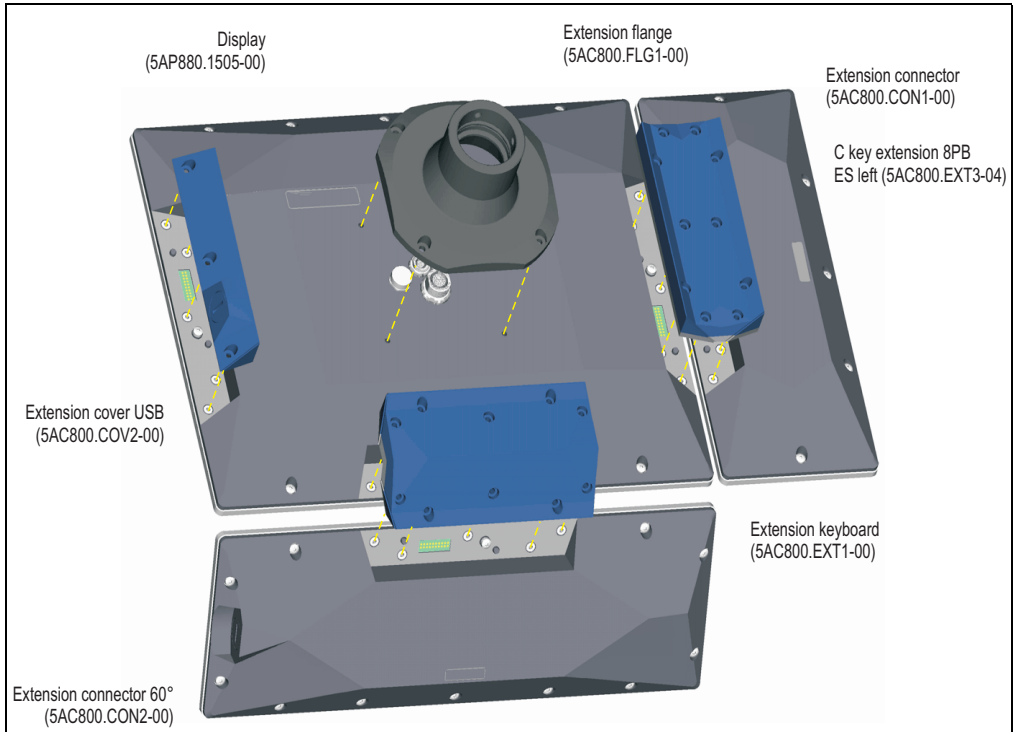 Display
(5AP880.1505-00)
Extension flange
(5AC800.FLG1-00)
Extension connector
(5AC800.CON1-00)
C key extension 8PB
ES left (5AC800.EXT3-04)
Extension cover USB
(5AC800.COV2-00)
Extension keyboard
(5AC800.EXT1-00)
Extension connector 60°
(5AC800.CON2-00)